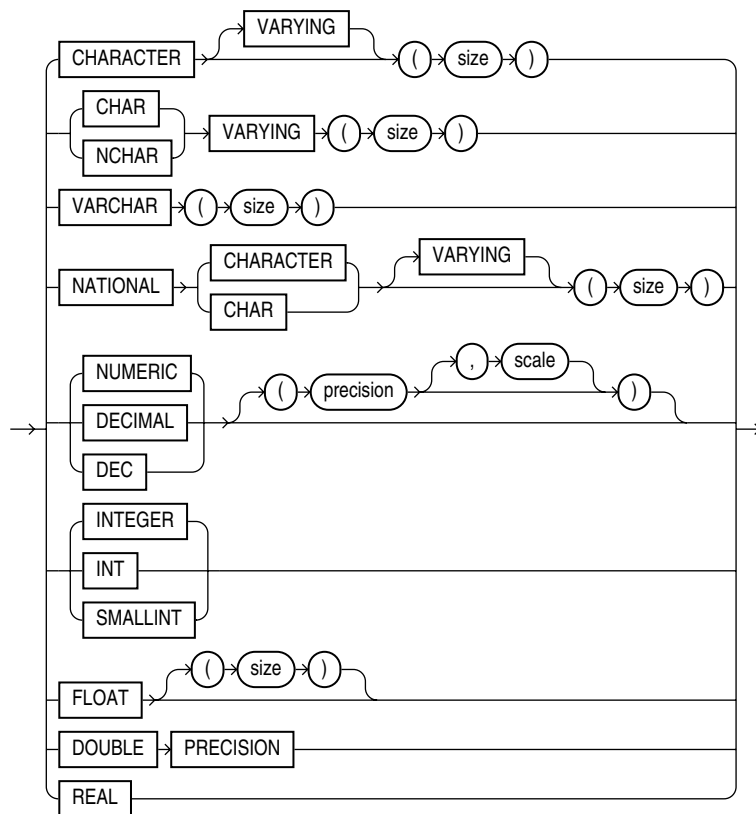 VARYING
CHARACTER ( size )
CHAR
VARYING ( size )
NCHAR
VARCHAR ( size )
CHARACTER VARYING
NATIONAL ( size )
CHAR
, scale
NUMERIC ( precision )
DECIMAL
DEC
INTEGER
INT
SMALLINT
( size )
FLOAT
DOUBLE PRECISION
REAL